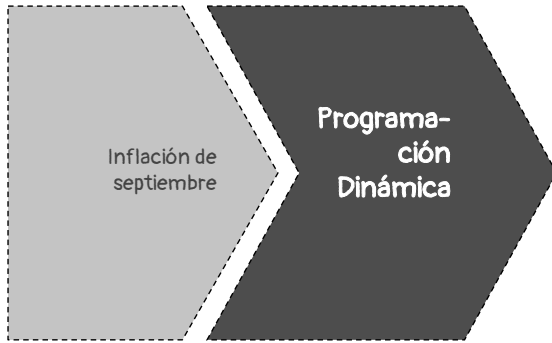 Inflación de
septiembre
Programa-
ción
Dinámica